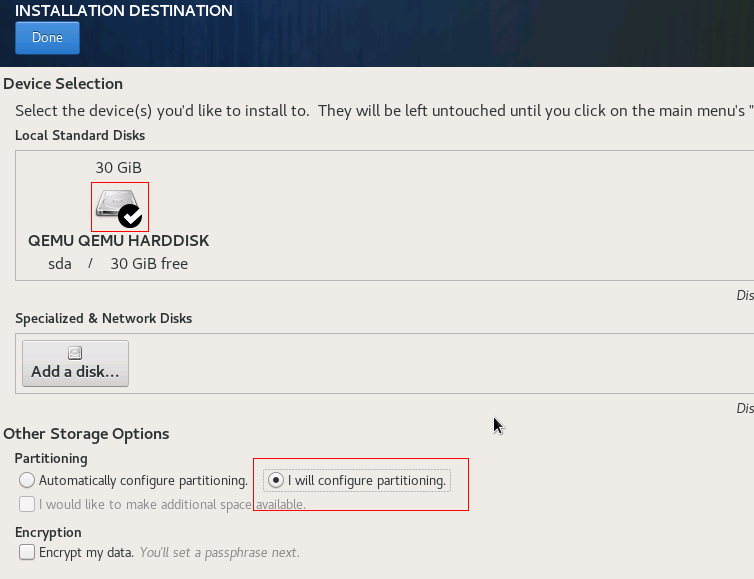 INSTALLATION DESTINATION
Done
Device Selection
Select the device(s) you'd like to install to.  They will be left untouched until you click on the main menu's "
Local Standard Disks
30 GiB
QEMU QEMU HARDDISK
sda / 30 GiB free
Dis
Specialized & Network Disks
Add a disk...
Dis
Other Storage Options
Partitioning
Automatically configure partitioning. I will configure partitioning.
I would like to make additional space available.
Encryption
Encrypt my data. You'll set a passphrase next.